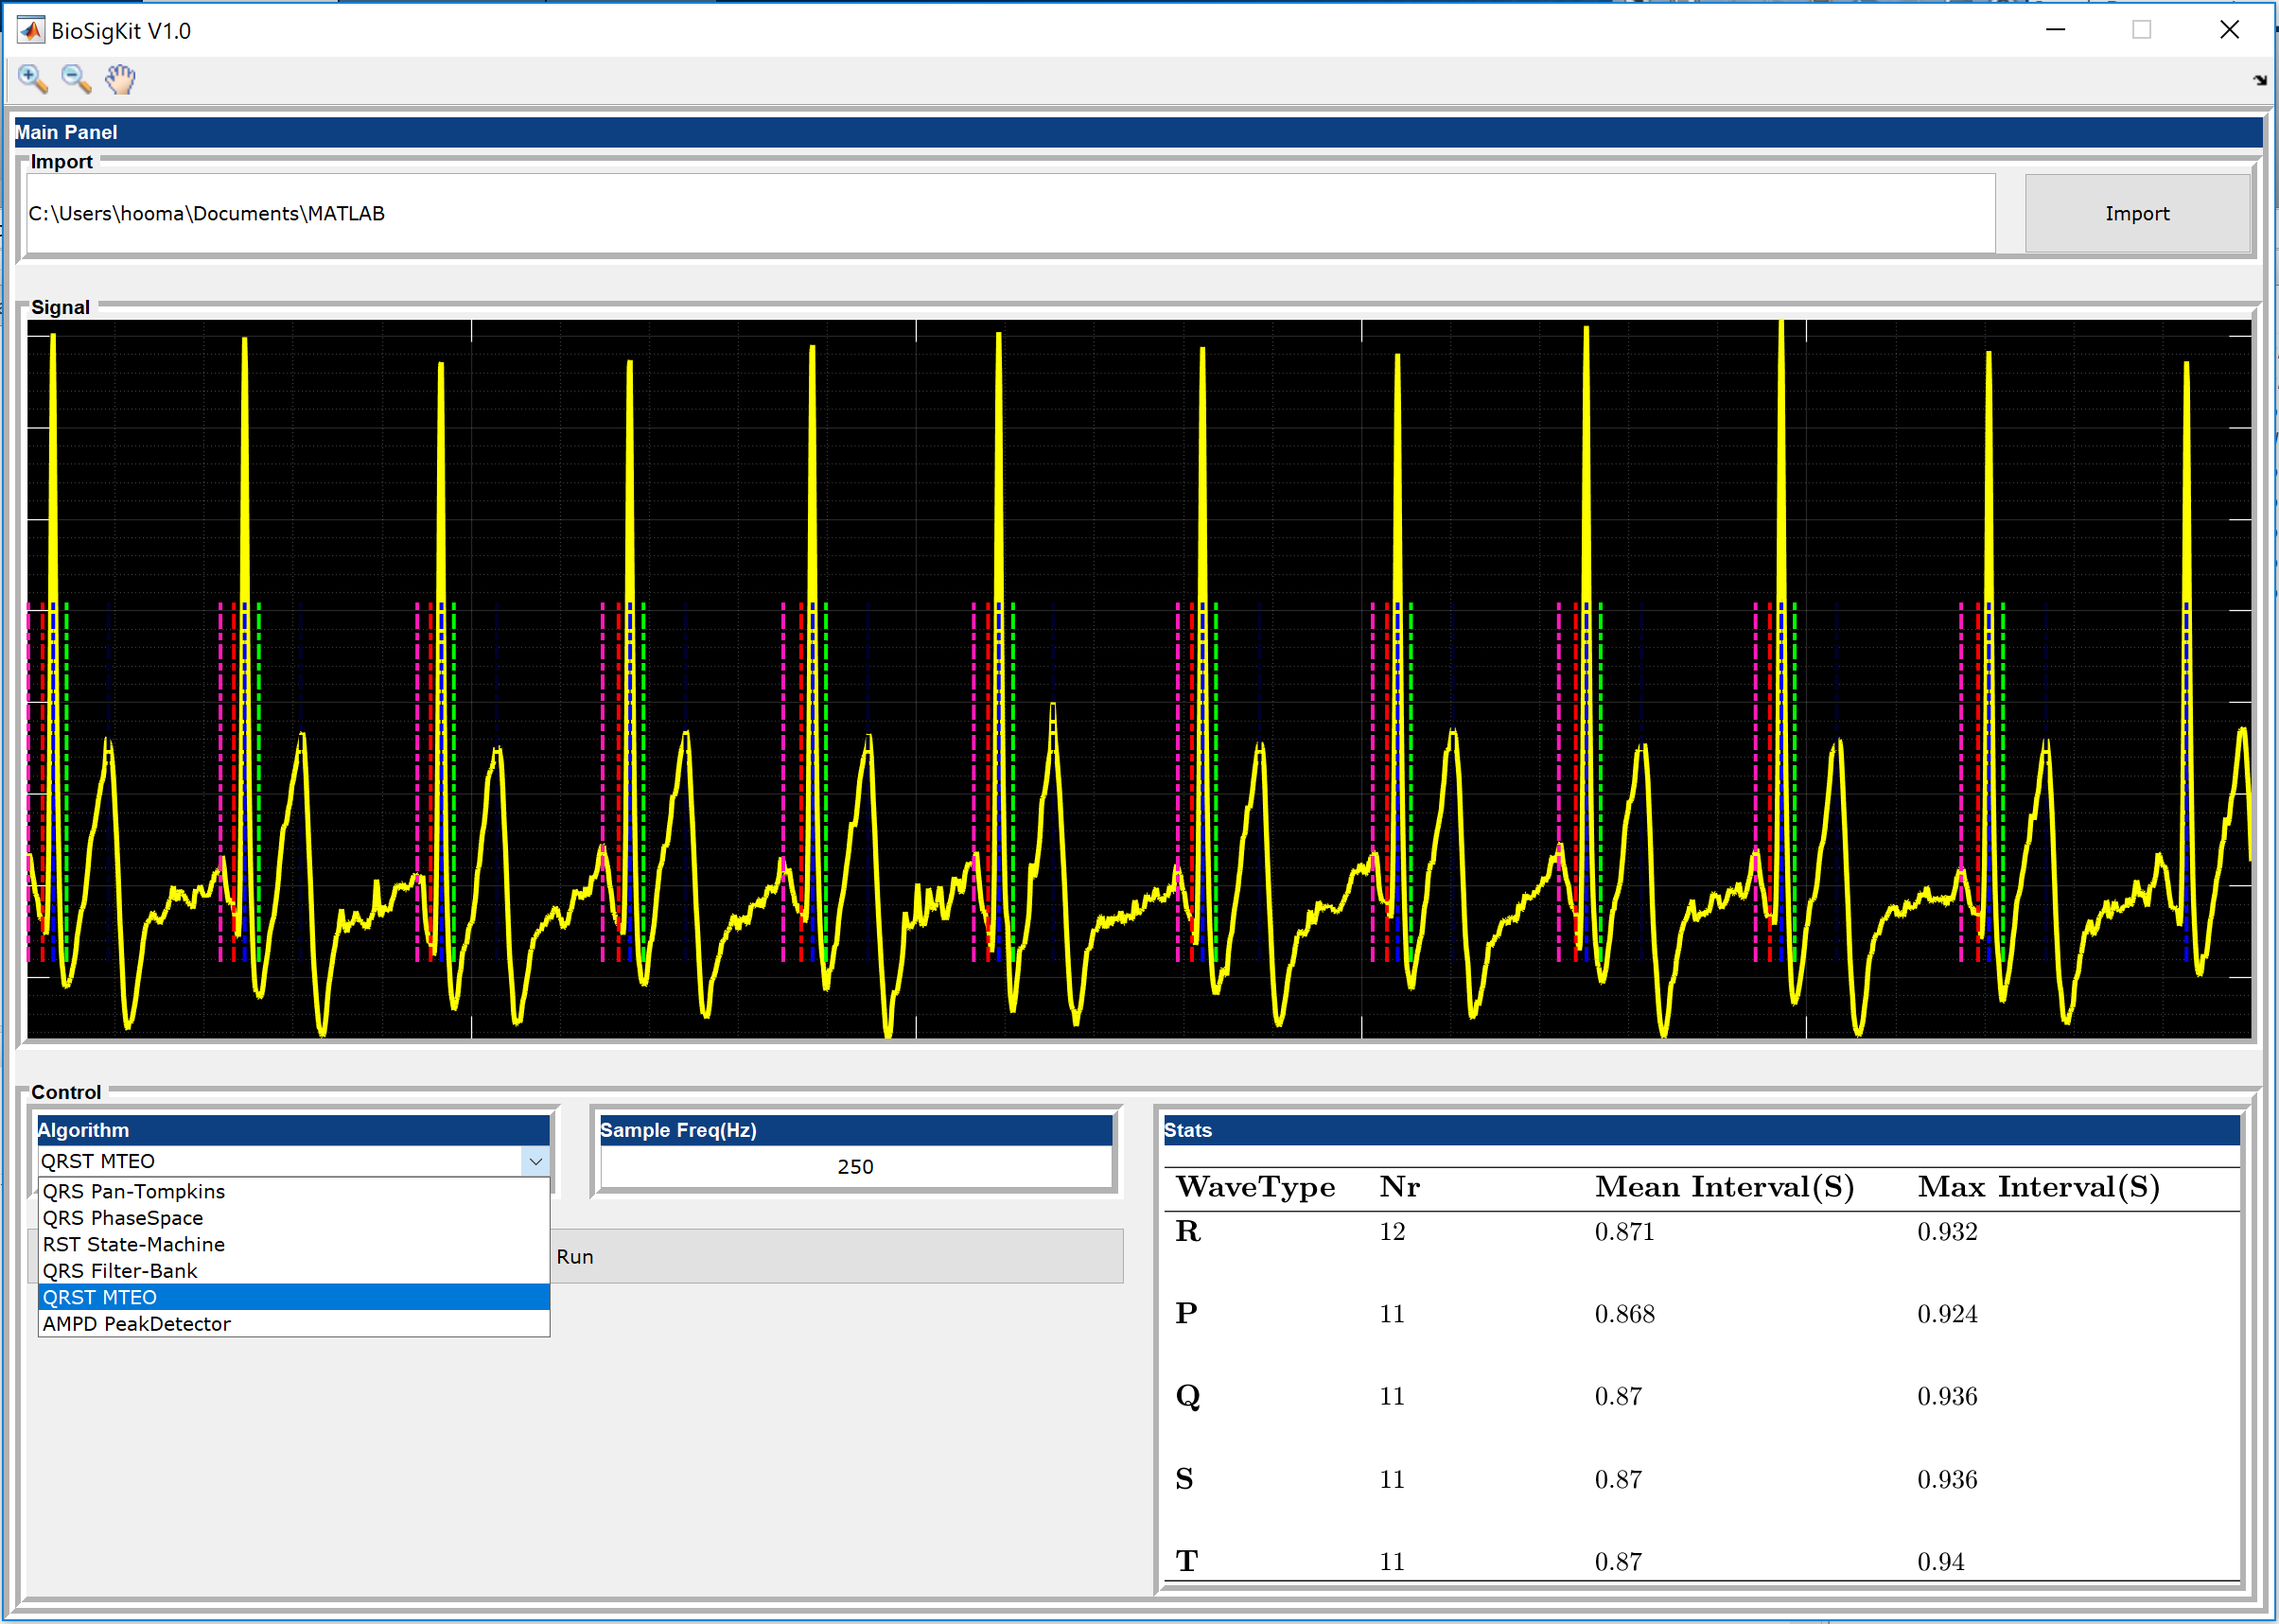 BioSigKit V1.0
Main Panel
Import
C:\Users\hooma\Documents\MATLAB
Import
Signal
Control
Algorithm
QRST MTEO
QRS Pan-Tompkins
QRS PhaseSpace
RST State-Machine
QRS Filter-Bank
QRST MTEO
AMPD PeakDetector
Sample Freq(Hz)
250
Run
Stats
WaveType Nr Mean Interval(S) Max Interval(S)
R 12 0.871 0.932
P 11 0.868 0.924
Q 11 0.87 0.936
S 11 0.87 0.936
T 11 0.87 0.94